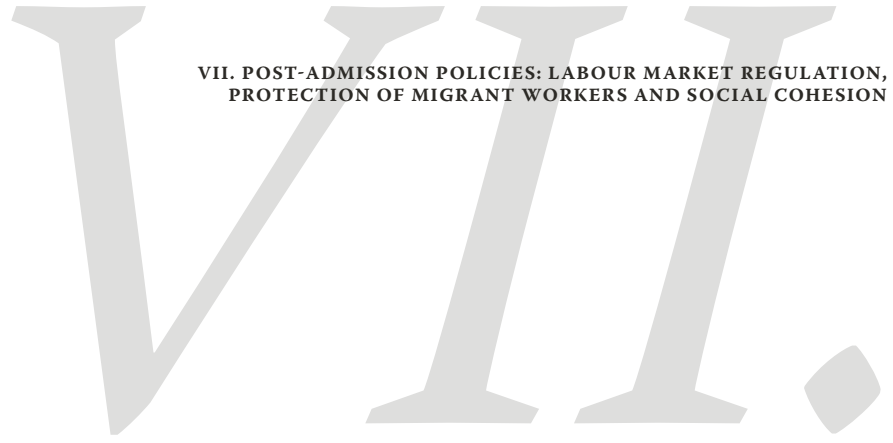 VII.
VII. POST-ADMISSION POLICIES: LABOUR MARKET REGULATION,
PROTECTION OF MIGRANT WORKERS AND SOCIAL COHESION